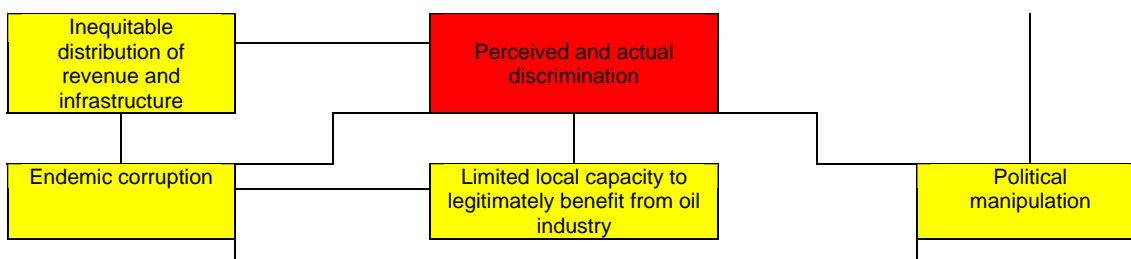 Inequitable
distribution of
revenue and
infrastructure
Perceived and actual
discrimination
Endemic corruption
Limited local capacity to
legitimately benefit from oil
industry
Political
manipulation